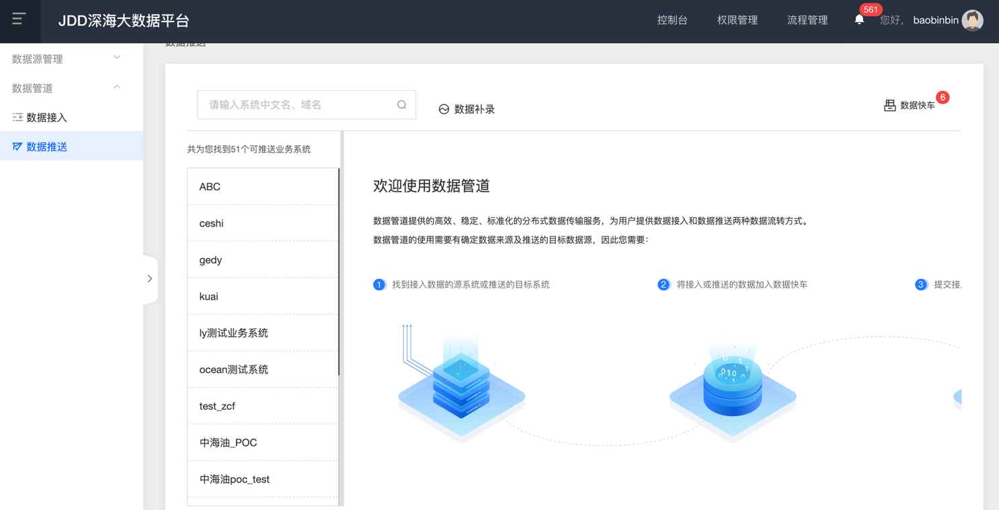 JDD深海大数据平台
控制台
权限管理
流程管理
561
您好,
baobinbin
数据源管理
数据管道
数据接入
数据推送
数据推送
请输入系统中文名、域名
数据补录
数据快车
6
共为您找到51个可推送业务系统
ABC
ceshi
gedy
kuai
ly测试业务系统
ocean测试系统
test_zcf
中海油_POC
中海油poc_test
欢迎使用数据管道
数据管道提供的高效、稳定、标准化的分布式数据传输服务，为用户提供数据接入和数据推送两种数据流转方式。
数据管道的使用需要有确定数据来源及推送的目标数据源，因此您需要：
1 找到接入数据的源系统或推送的目标系统
2 将接入或推送的数据加入数据快车
3 提交接